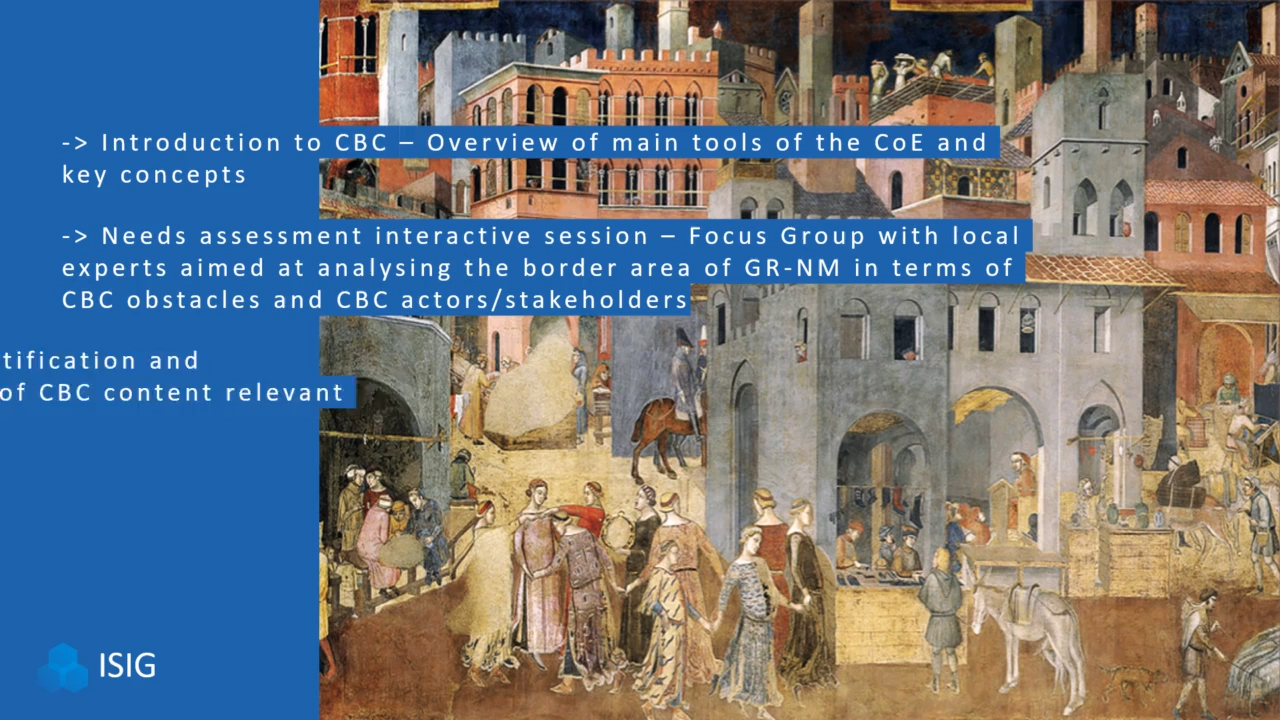 -> Introduction to CBC – Overview of main tools of the CoE and
key concepts
-> Needs assessment interactive session – Focus Group with local
experts aimed at analysing the border area of GR-NM in terms of
CBC obstacles and CBC actors/stakeholders
tification and
of CBC content relevant
ISIG